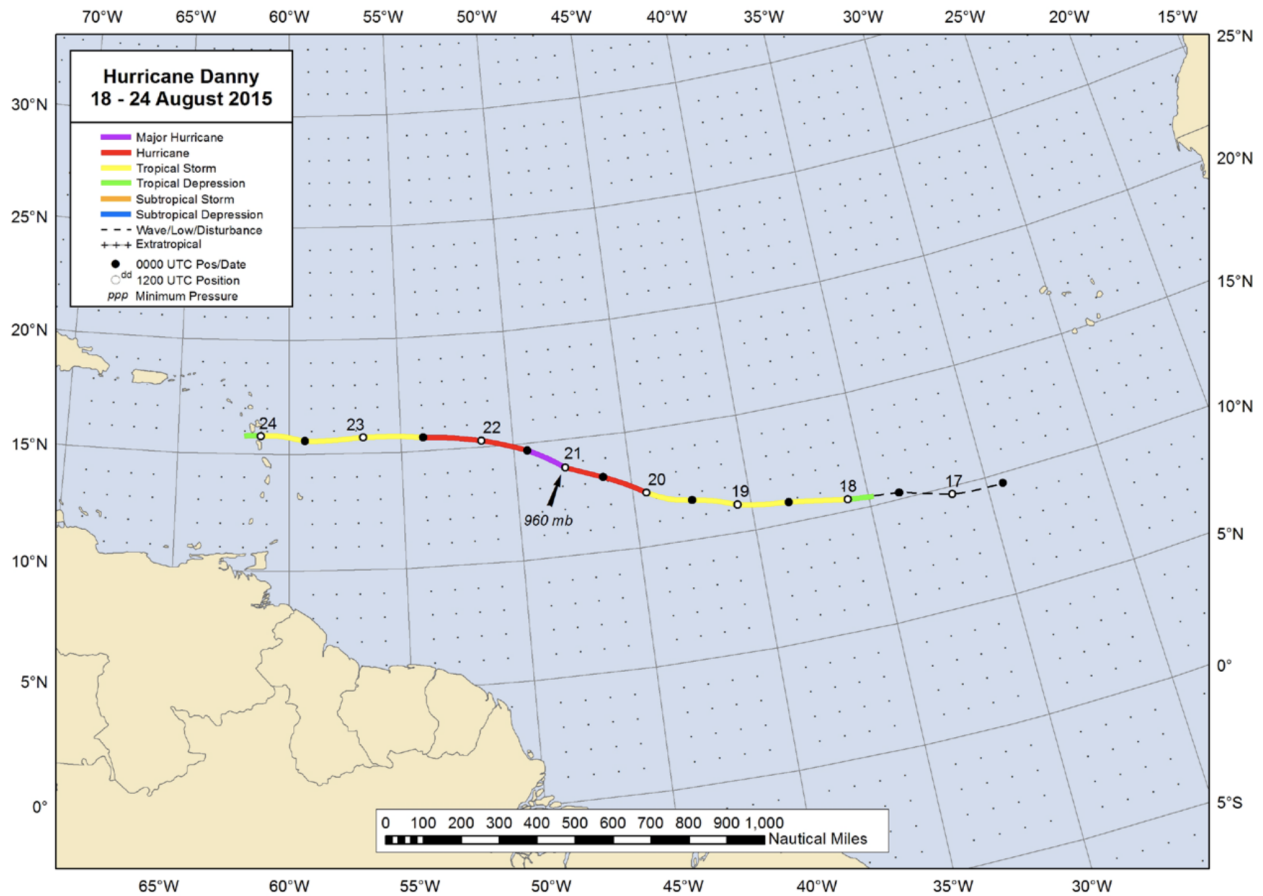 70°W 65°W 60°W 55°W 50°W 45°W 40°W 35°W 30°W 25°W 20°W 15°W
25°N
Hurricane Danny
18 - 24 August 2015
30°N
Major Hurricane
Hurricane
20°N
Tropical Storm
Tropical Depression
Subtropical Storm
25°N
Subtropical Depression
Wave/Low/Disturbance
Extratropical
0000 UTC Pos/Date
dd 1200 UTC Position
15°N
ppp Minimum Pressure
20°N
10°N
24 23 22
15°N
21 20 19 18 17
960 mb
5°N
10°N
0°
5°N
5°S
0°
0 100 200 300 400 500 600 700 800 900 1,000
Nautical Miles
65°W 60°W 55°W 50°W 45°W 40°W 35°W 30°W